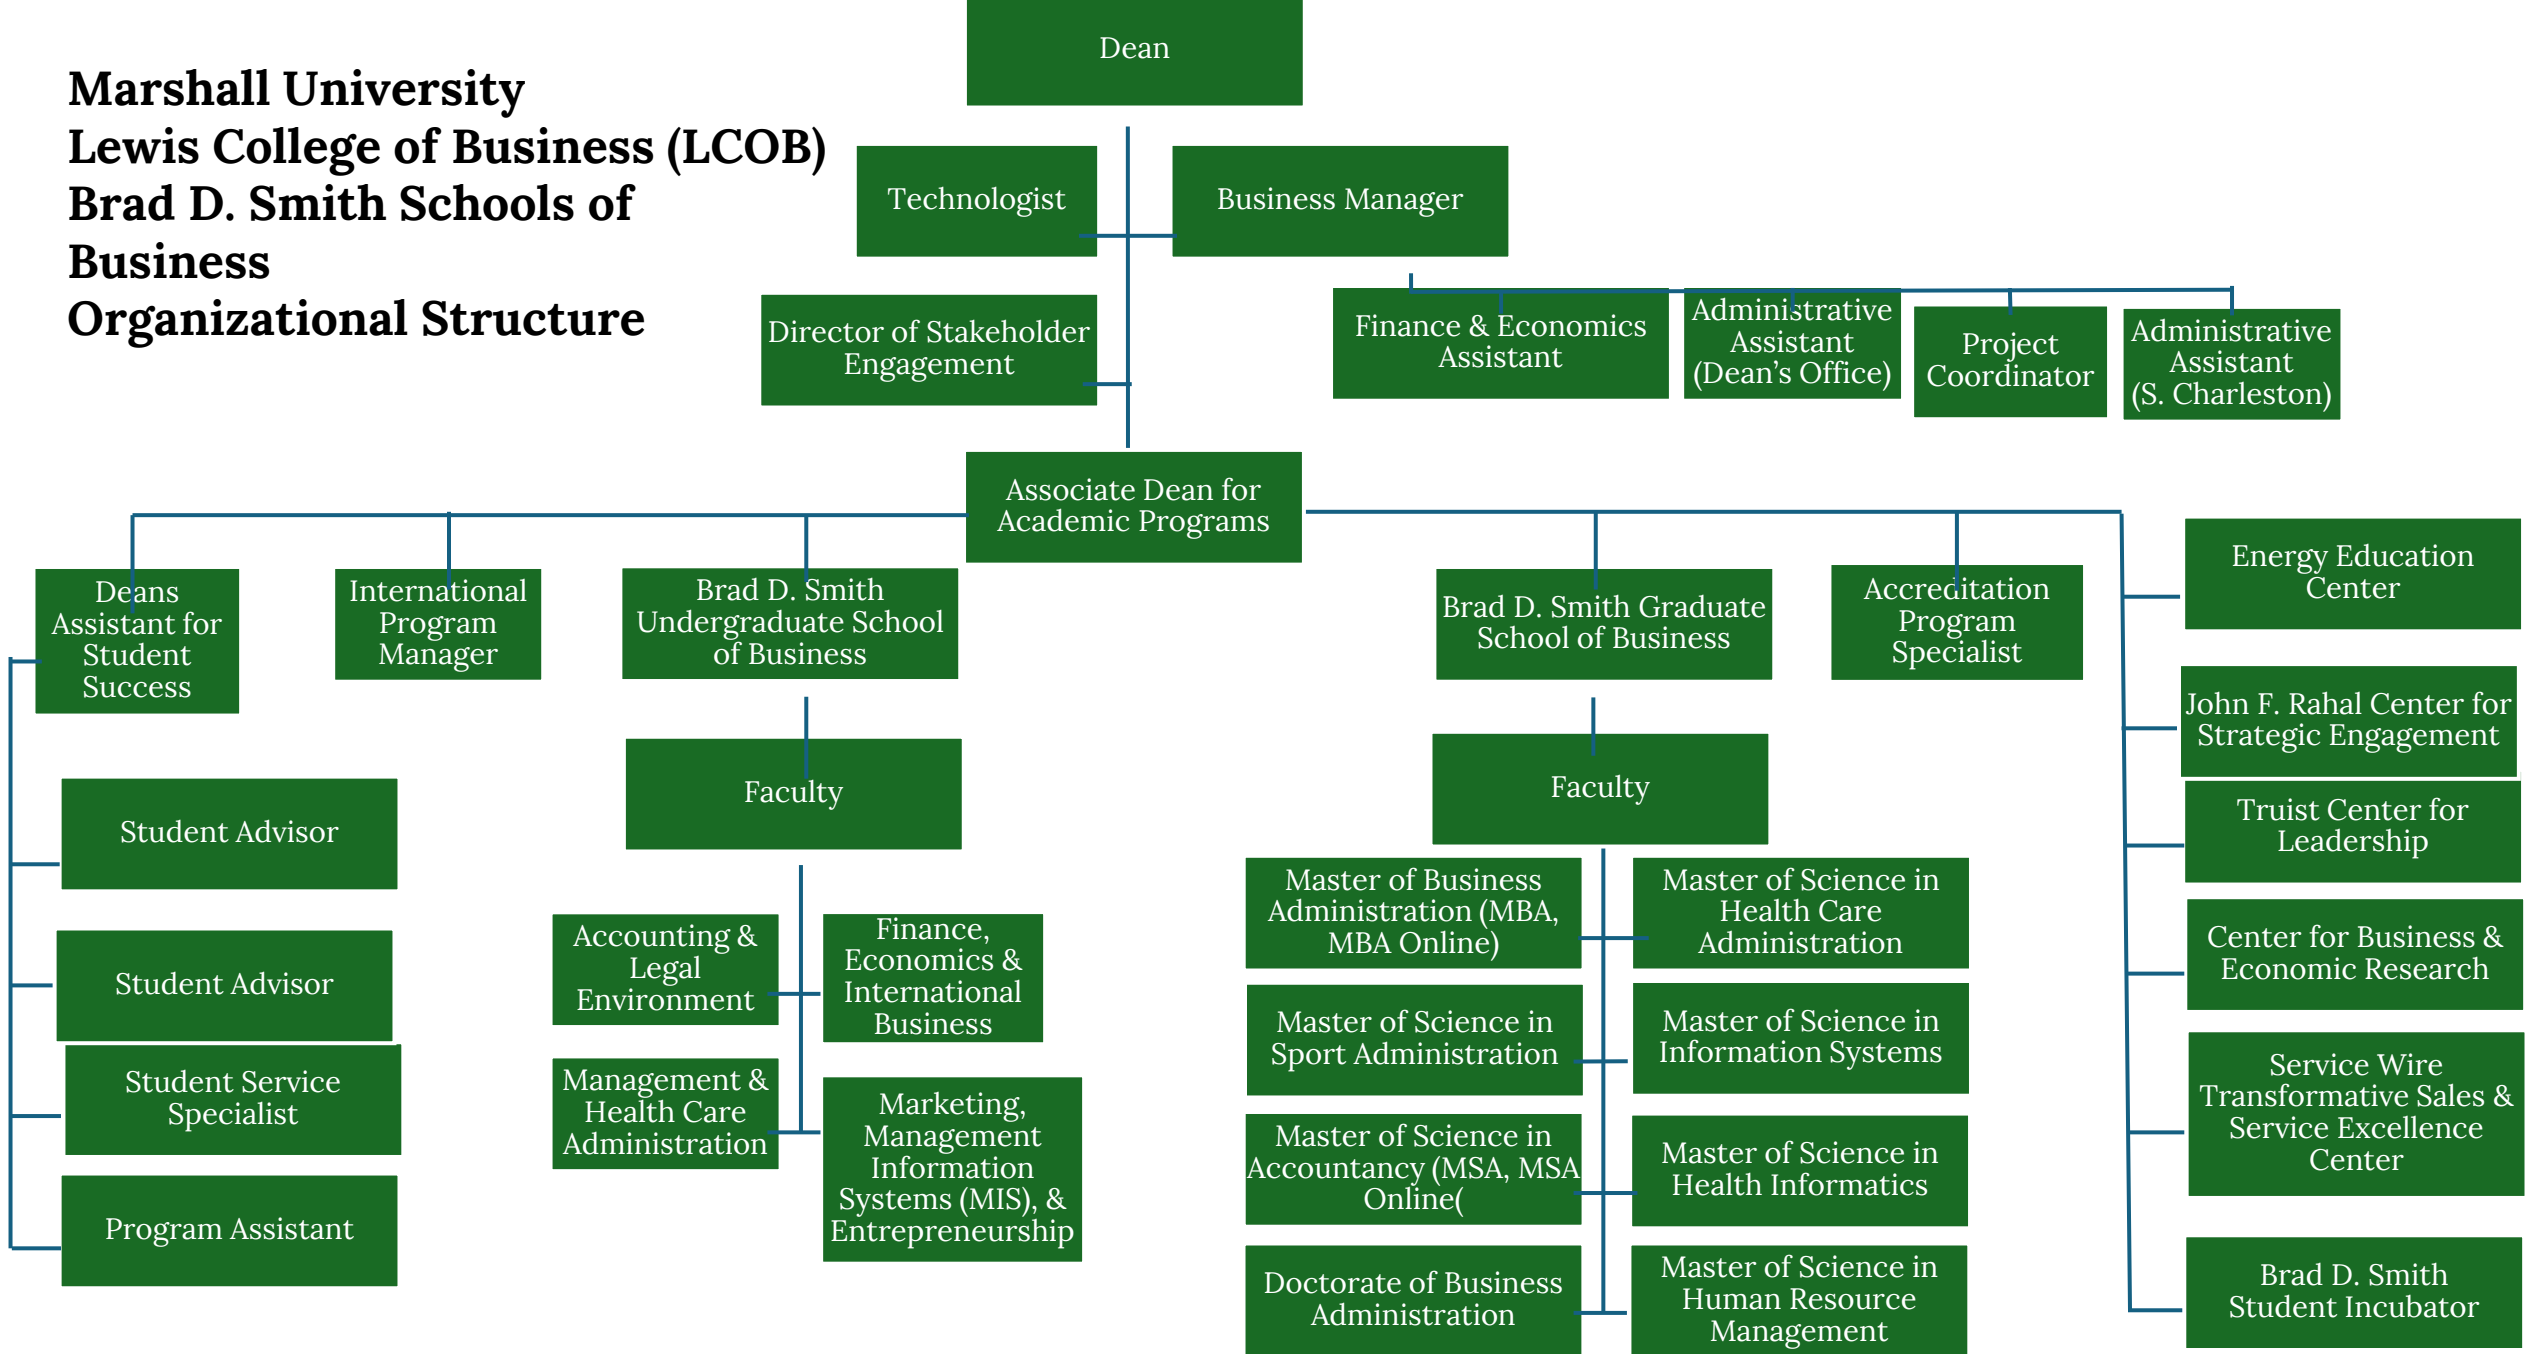 Marshall University
Lewis College of Business (LCOB)
Brad D. Smith Schools of
Business
Organizational Structure
Dean
Technologist
Business Manager
Director of Stakeholder
Engagement
Finance & Economics
Assistant
Administrative
Assistant
(Dean’s Office)
Project
Coordinator
Administrative
Assistant
(S. Charleston)
Associate Dean for
Academic Programs
Deans
Assistant for
Student
Success
International
Program
Manager
Brad D. Smith
Undergraduate School
of Business
Brad D. Smith Graduate
School of Business
Accreditation
Program
Specialist
Energy Education
Center
John F. Rahal Center for
Strategic Engagement
Truist Center for
Leadership
Center for Business &
Economic Research
Service Wire
Transformative Sales &
Service Excellence
Center
Brad D. Smith
Student Incubator
Student Advisor
Student Advisor
Student Service
Specialist
Program Assistant
Faculty
Accounting &
Legal
Environment
Finance,
Economics &
International
Business
Management &
Health Care
Administration
Marketing,
Management
Information
Systems (MIS), &
Entrepreneurship
Faculty
Master of Business
Administration (MBA,
MBA Online)
Master of Science in
Health Care
Administration
Master of Science in
Sport Administration
Master of Science in
Information Systems
Master of Science in
Accountancy (MSA, MSA
Online(
Master of Science in
Health Informatics
Doctorate of Business
Administration
Master of Science in
Human Resource
Management